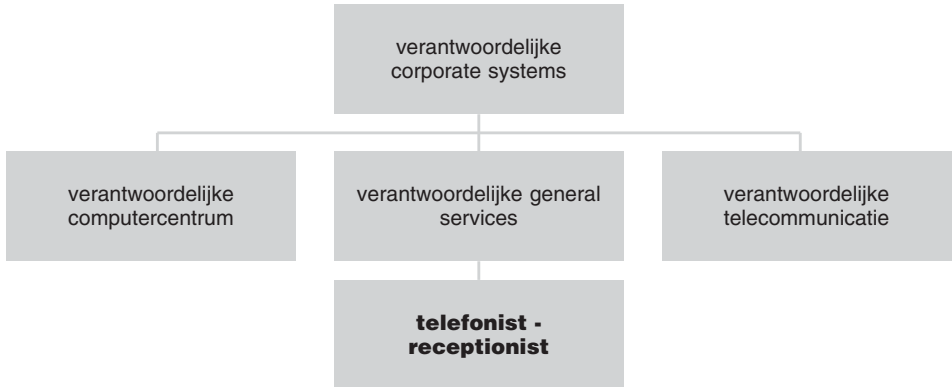 verantwoordelijke
corporate systems
verantwoordelijke
computercentrum
verantwoordelijke general
services
verantwoordelijke
telecommunicatie
telefonist -
receptionist